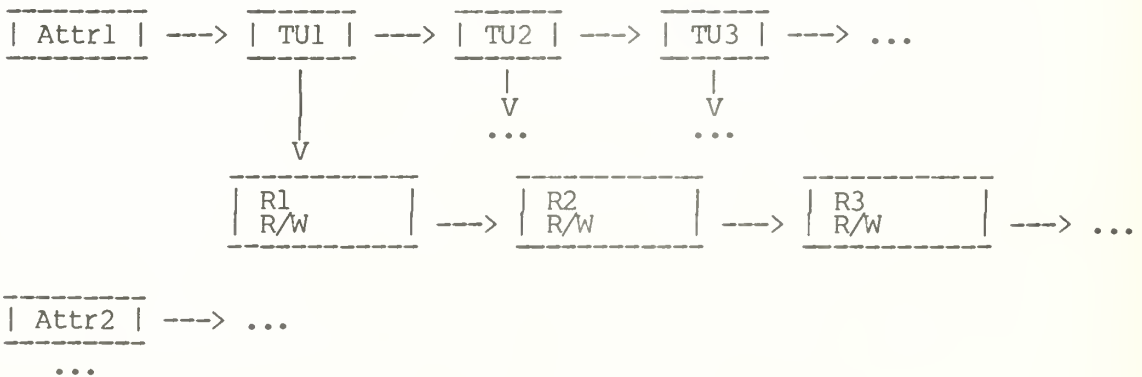 | Attr1 | ---> | TU1 | ---> | TU2 | ---> | TU3 | ---> ...
V V
... ...
V
| R1 | R2 | R3
| R/W | ---> | R/W | ---> | R/W | ---> ...
| Attr2 | ---> ...
...